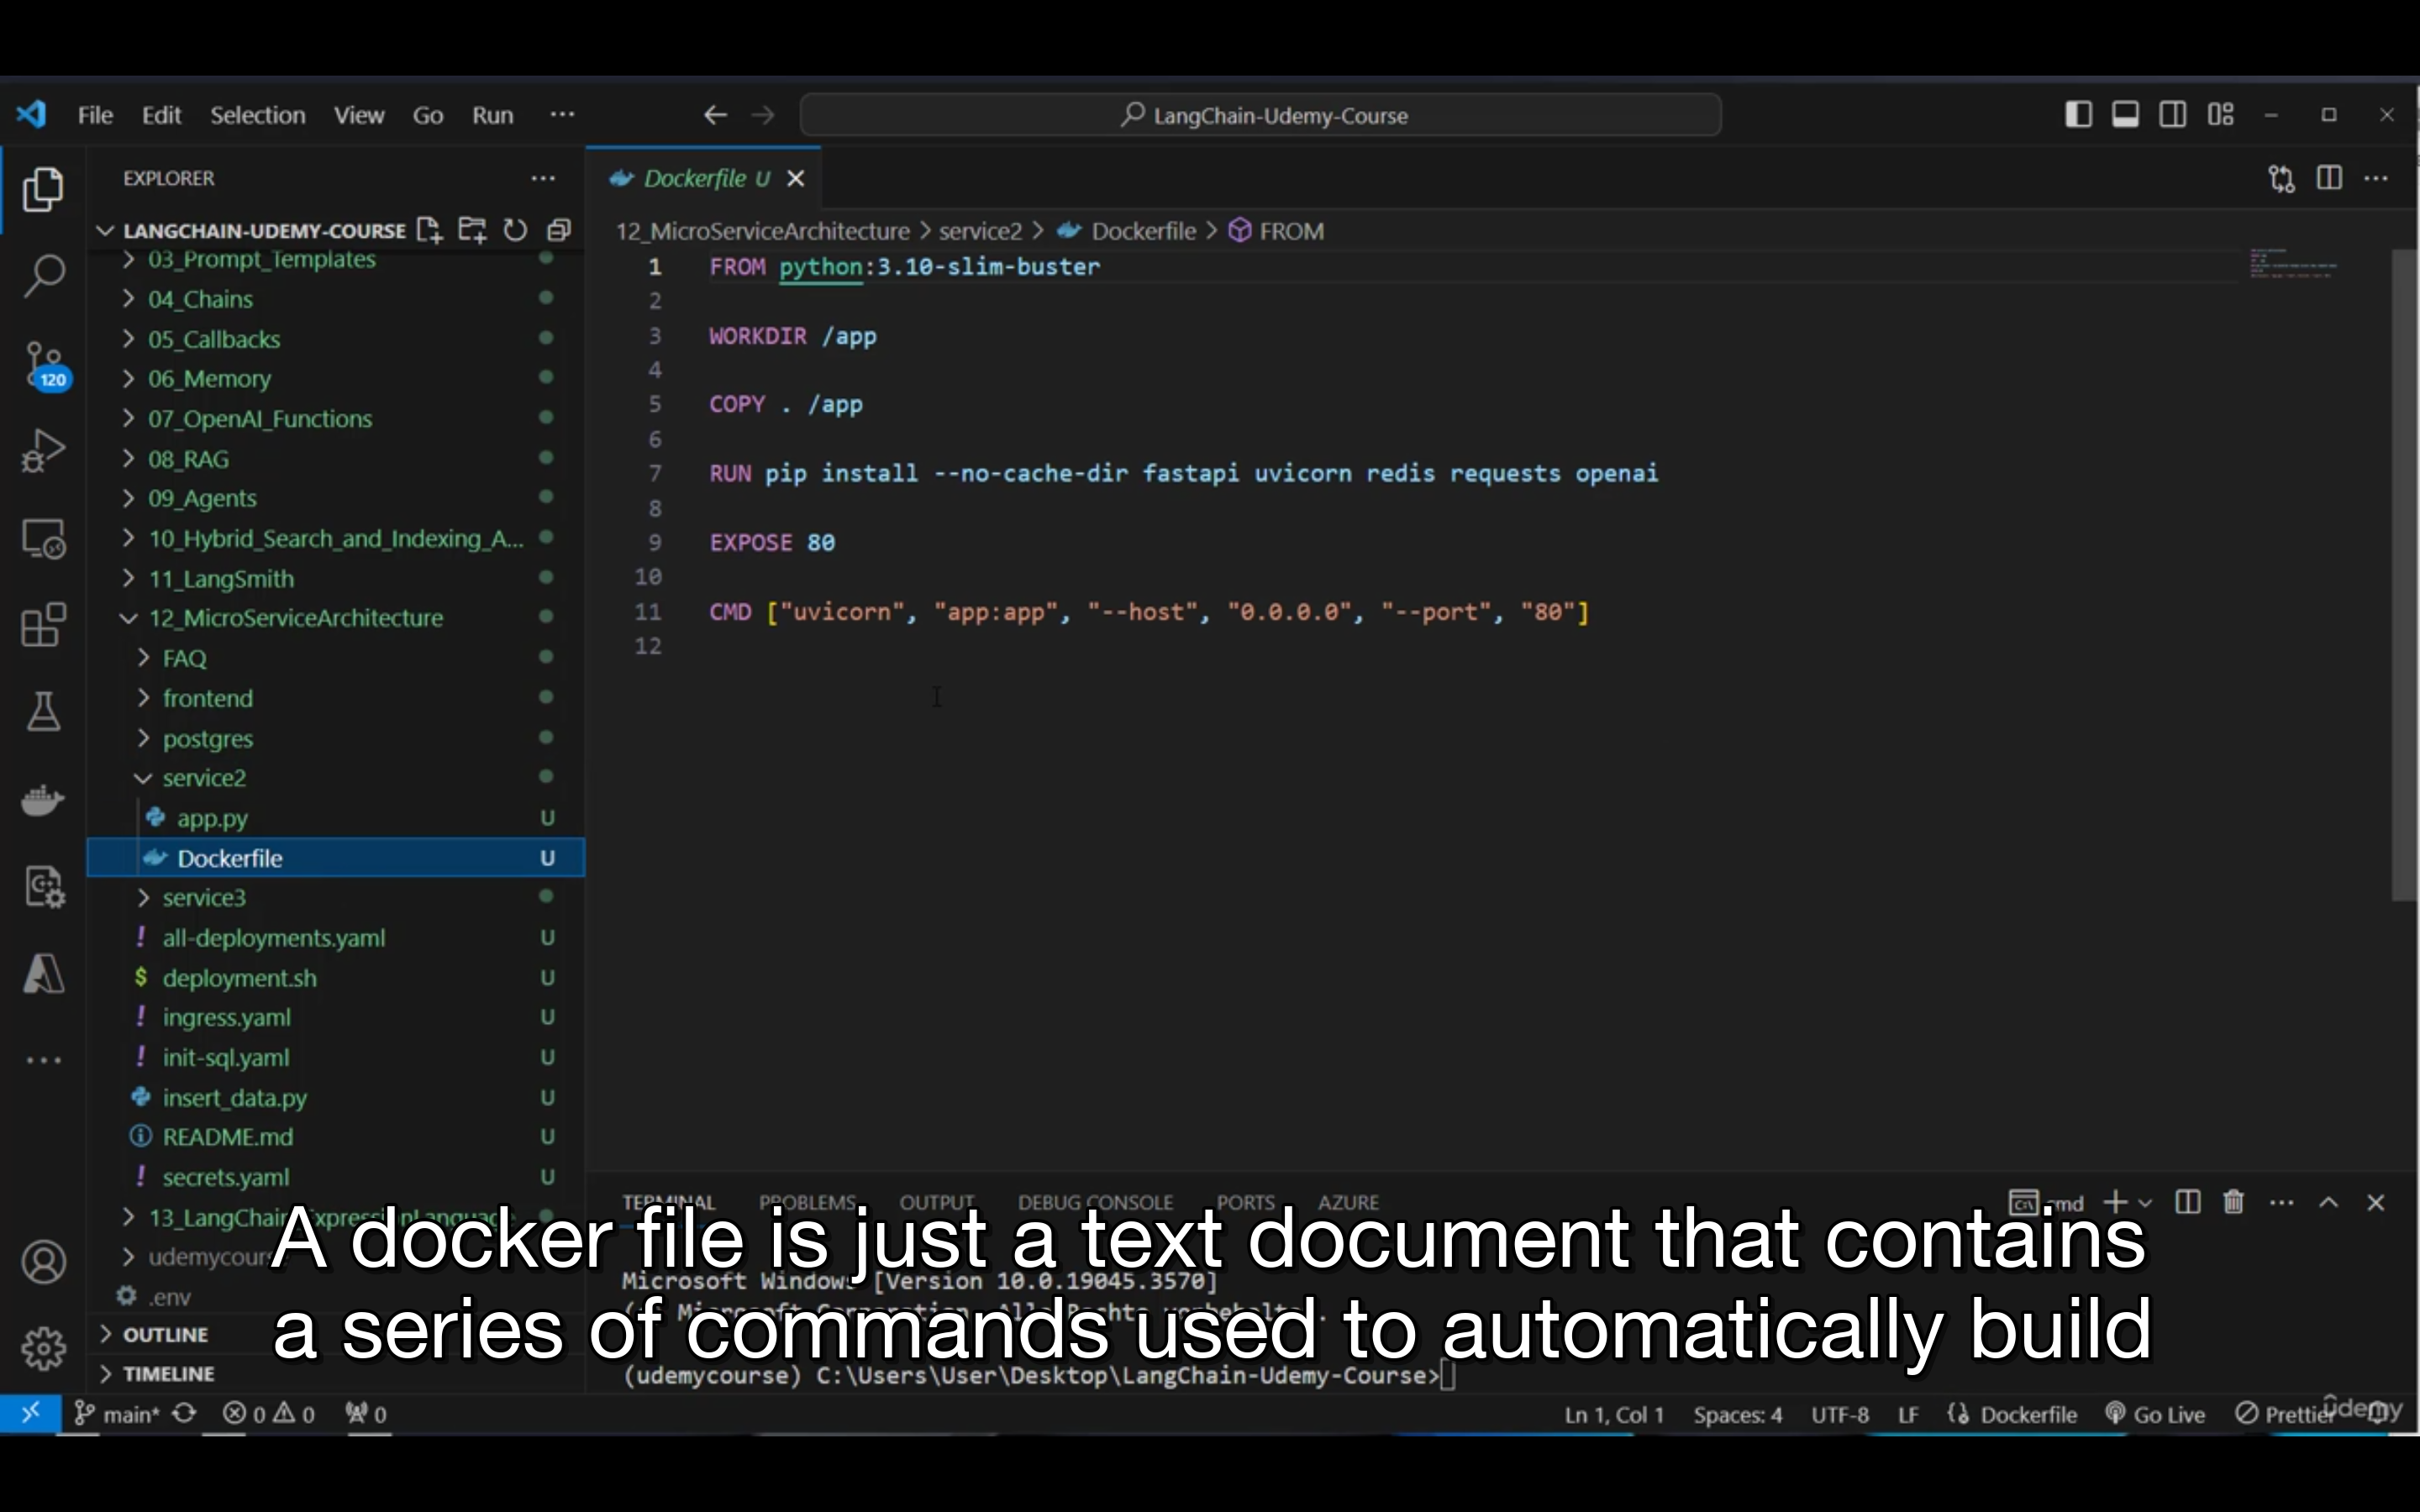 File Edit Selection View Go Run ···
LangChain-Udemy-Course
EXPLORER ···
LANGCHAIN-UDEMY-COURSE
03_Prompt_Templates
04_Chains
05_Callbacks
06_Memory
07_OpenAI_Functions
08_RAG
09_Agents
10_Hybrid_Search_and_Indexing_A...
11_LangSmith
12_MicroServiceArchitecture
FAQ
frontend
postgres
service2
app.py U
Dockerfile U
service3
all-deployments.yaml U
deployment.sh U
ingress.yaml U
init-sql.yaml U
insert_data.py U
README.md U
secrets.yaml U
.env
OUTLINE
TIMELINE
120
Dockerfile U
12_MicroServiceArchitecture > service2 > Dockerfile > FROM
1 FROM python:3.10-slim-buster
2
3 WORKDIR /app
4
5 COPY . /app
6
7 RUN pip install --no-cache-dir fastapi uvicorn redis requests openai
8
9 EXPOSE 80
10
11 CMD ["uvicorn", "app:app", "--host", "0.0.0.0", "--port", "80"]
12
TERMINAL PROBLEMS OUTPUT DEBUG CONSOLE PORTS AZURE
cmd
Microsoft Windows [Version 10.0.19045.3570]
(udemycourse) C:\Users\User\Desktop\LangChain-Udemy-Course>
A docker file is just a text document that contains
a series of commands used to automatically build
main* 0 0 0
Ln 1, Col 1 Spaces: 4 UTF-8 LF Dockerfile Go Live Prettier
udemy